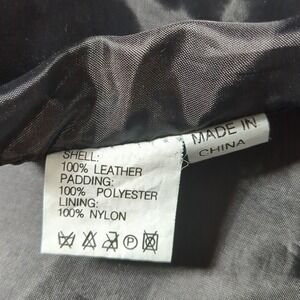 SHELL:
100% LEATHER
PADDING:
100% POLYESTER
LINING:
100% NYLON
P
MADE IN
CHINA